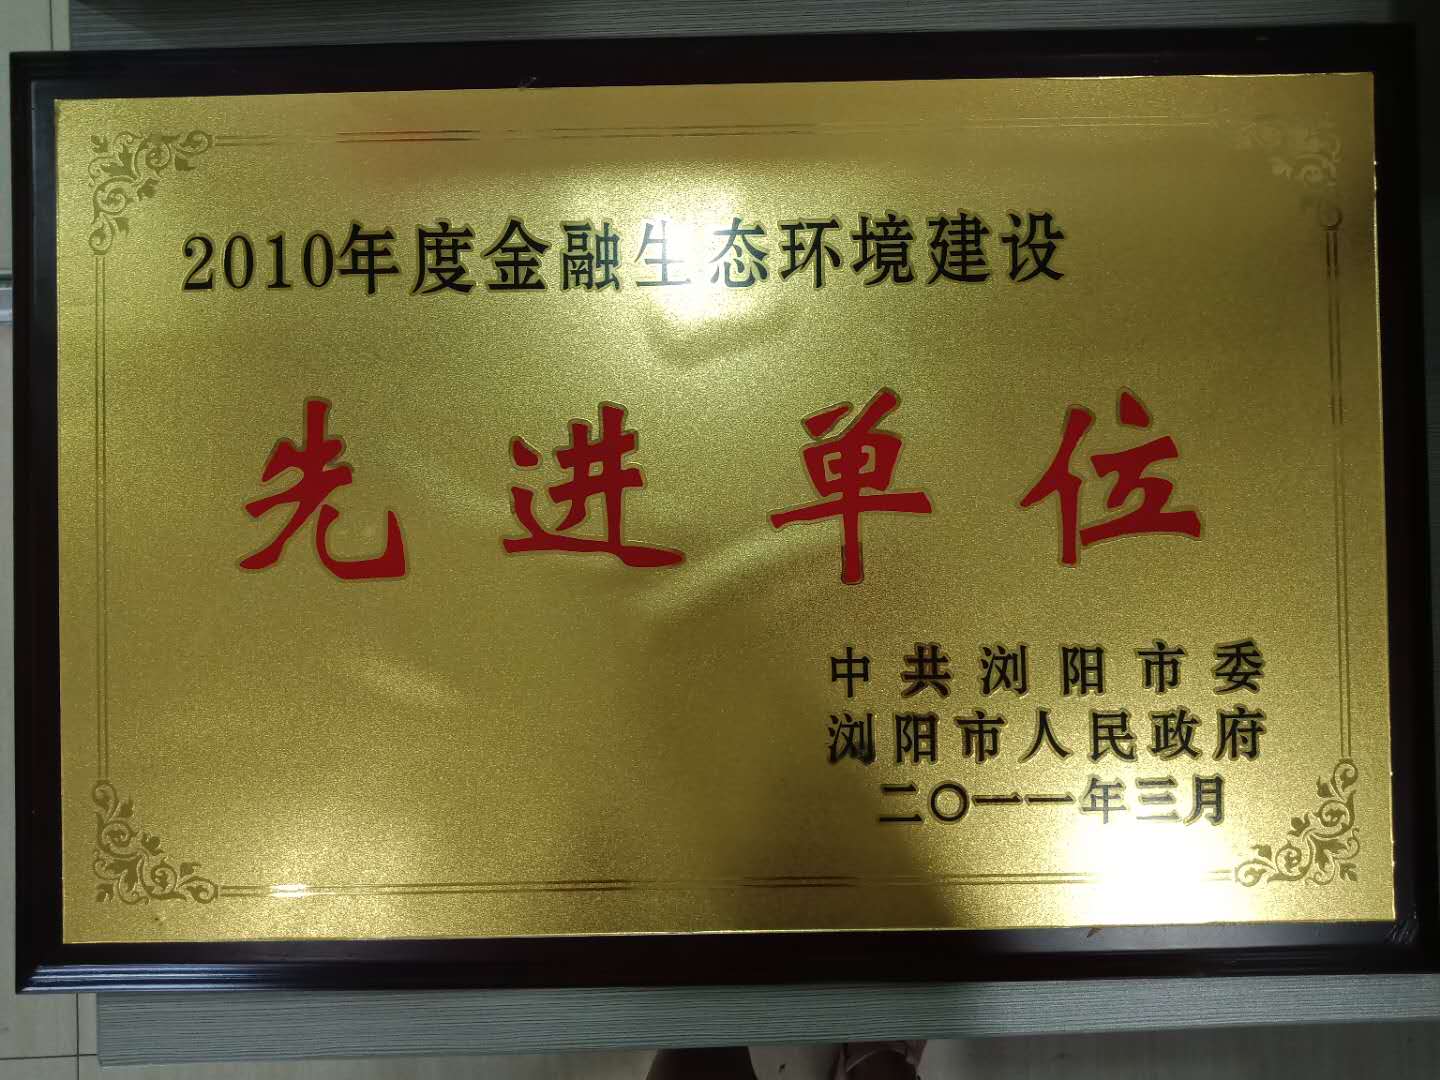 2010年度金融生态环境建设
先进单位
中共浏阳市委
浏阳市人民政府
二〇一一年三月